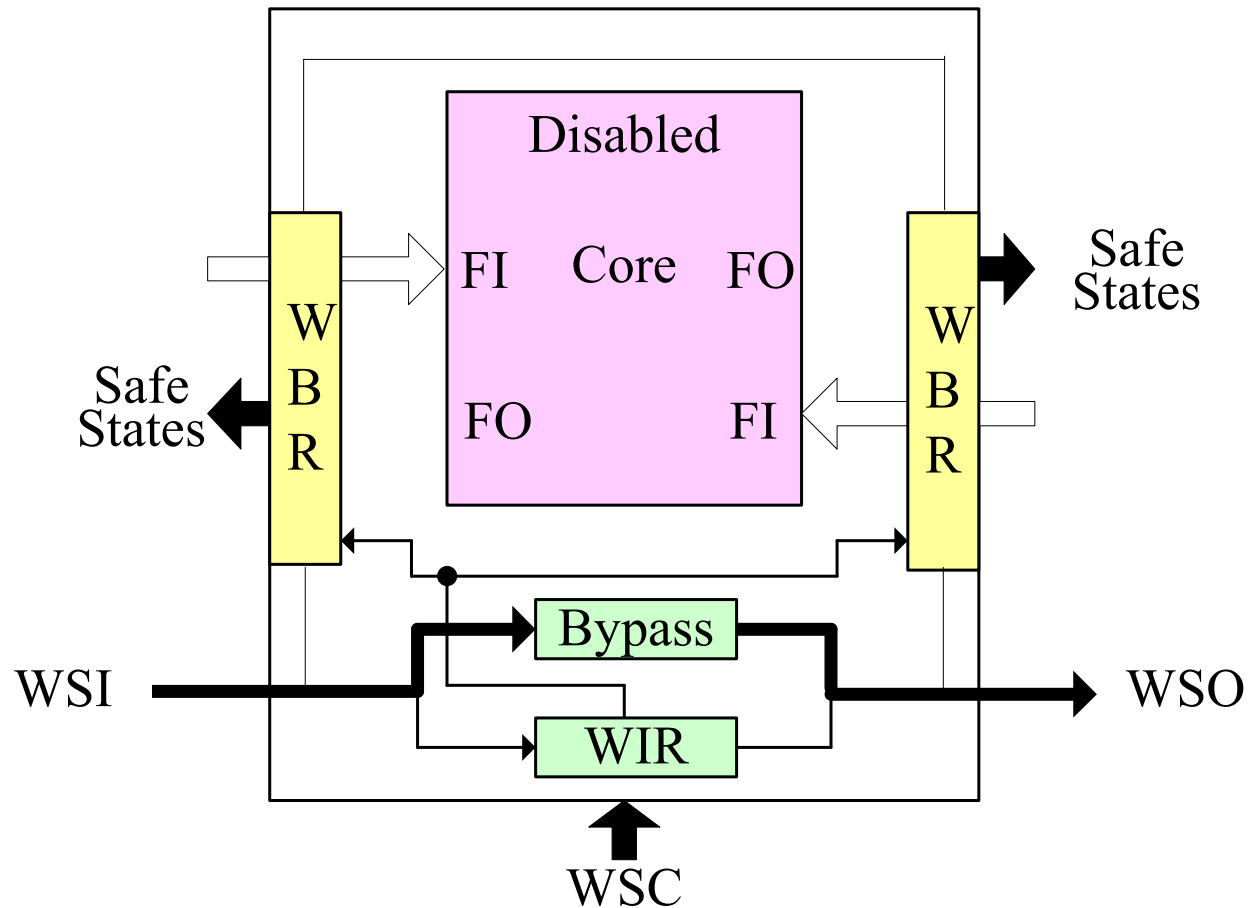 Disabled
Core
FI
FO
FO
FI
W
B
R
W
B
R
Safe
States
Safe
States
Bypass
WIR
WSI
WSO
WSC